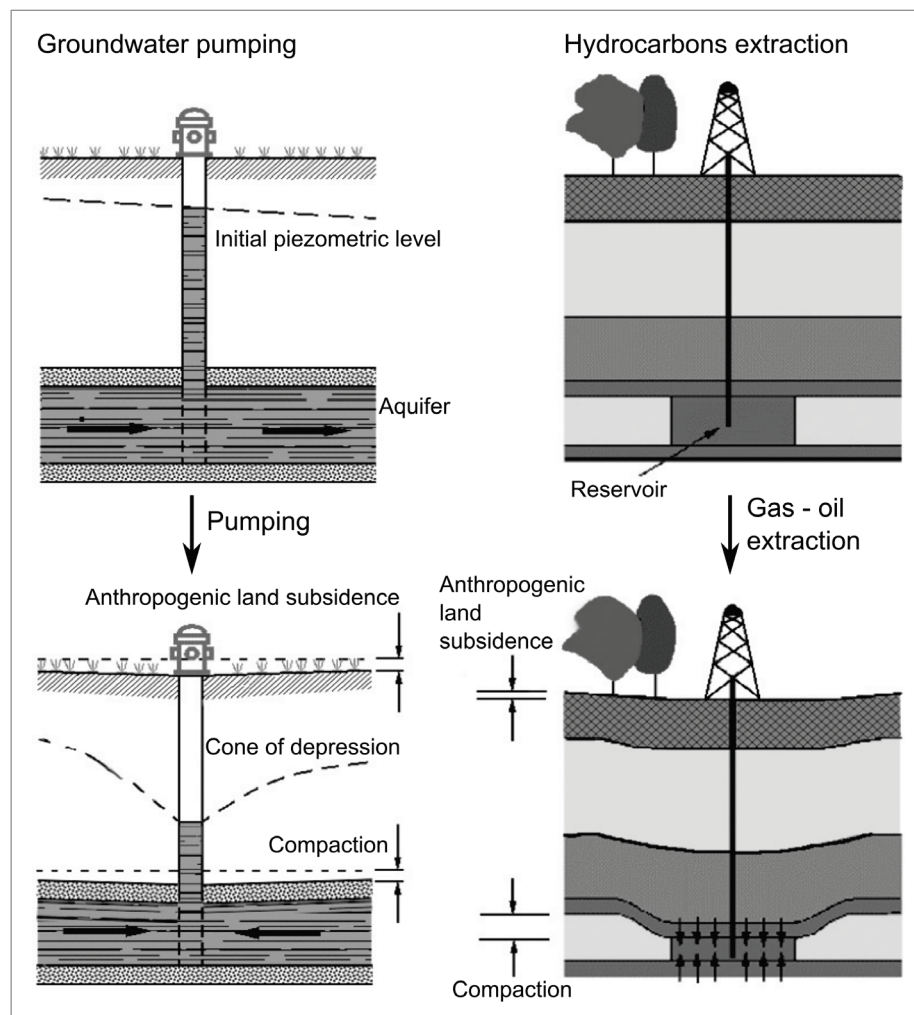 Groundwater pumping
Hydrocarbons extraction
Initial piezometric level
Aquifer
Reservoir
Pumping
Gas - oil
extraction
Anthropogenic land subsidence
Anthropogenic
land
subsidence
Cone of depression
Compaction
Compaction